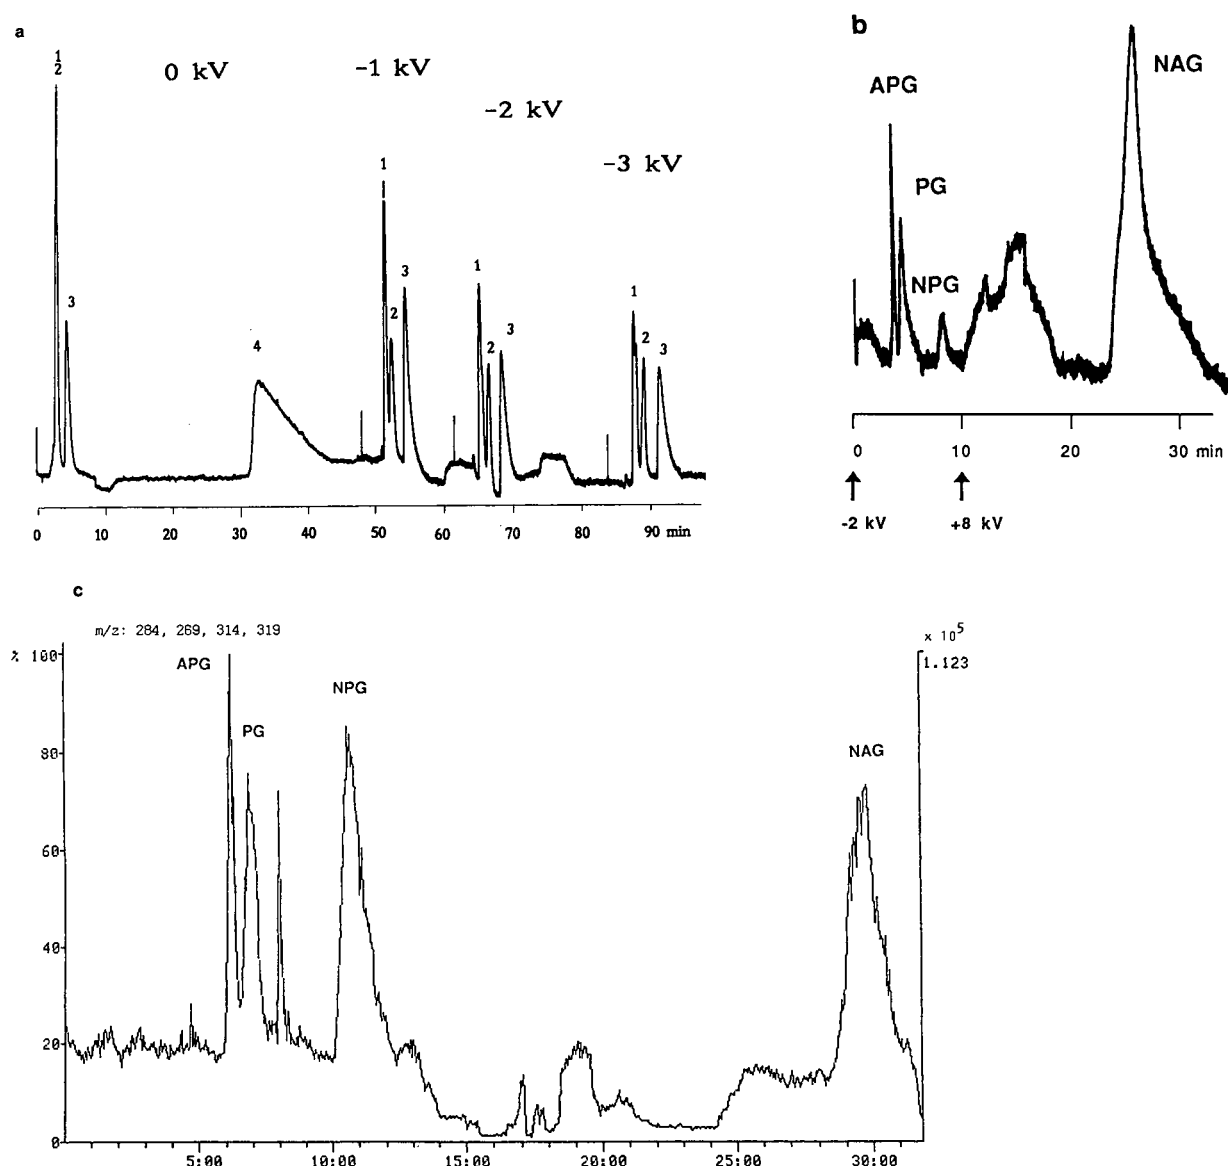 a
1
2
0 kV
-1 kV
-2 kV
-3 kV
3
4
1
2
3
1
2
3
1
2
3
0 10 20 30 40 50 60 70 80 90 min
b
APG
PG
NPG
NAG
0 10 20 30 min
-2 kV +8 kV
c
m/z: 284, 269, 314, 319
% 100
80
60
40
20
0
x 10^5
1.123
APG
PG
NPG
NAG
5:00 10:00 15:00 20:00 25:00 30:00